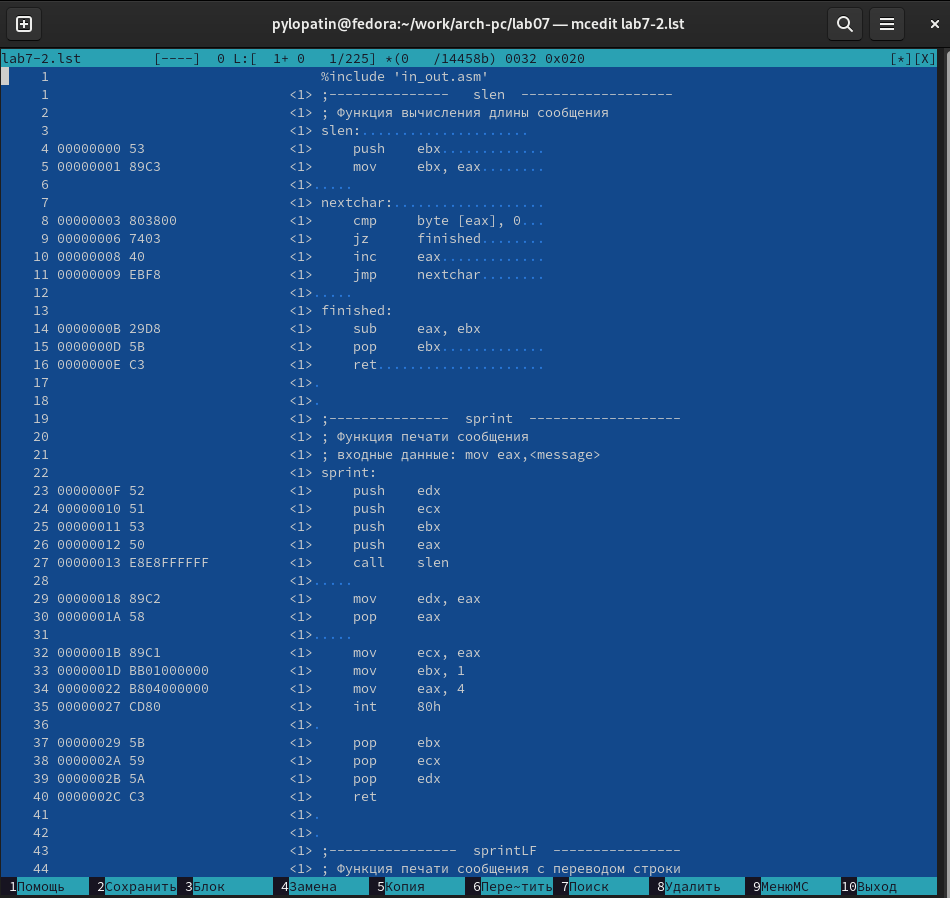 pylopatin@fedora:~/work/arch-pc/lab07 — mcedit lab7-2.lst
lab7-2.lst         [----]  0 L:[  1+ 0   1/225] *(0   /14458b) 0032 0x020                                      [*][X]
     1                                  %include 'in_out.asm'
     1                              <1> ;---------------   slen  -------------------
     2                              <1> ; Функция вычисления длины сообщения
     3                              <1> slen:.....................
     4 00000000 53                  <1>     push    ebx.............
     5 00000001 89C3                <1>     mov     ebx, eax........
     6                              <1>.....
     7                              <1> nextchar:...................
     8 00000003 803800              <1>     cmp     byte [eax], 0...
     9 00000006 7403                <1>     jz      finished........
    10 00000008 40                  <1>     inc     eax.............
    11 00000009 EBF8                <1>     jmp     nextchar........
    12                              <1>.....
    13                              <1> finished:
    14 0000000B 29D8                <1>     sub     eax, ebx
    15 0000000D 5B                  <1>     pop     ebx.............
    16 0000000E C3                  <1>     ret.....................
    17                              <1>.
    18                              <1>.
    19                              <1> ;---------------  sprint  -------------------
    20                              <1> ; Функция печати сообщения
    21                              <1> ; входные данные: mov eax,<message>
    22                              <1> sprint:
    23 0000000F 52                  <1>     push    edx
    24 00000010 51                  <1>     push    ecx
    25 00000011 53                  <1>     push    ebx
    26 00000012 50                  <1>     push    eax
    27 00000013 E8E8FFFFFF          <1>     call    slen
    28                              <1>.....
    29 00000018 89C2                <1>     mov     edx, eax
    30 0000001A 58                  <1>     pop     eax
    31                              <1>.....
    32 0000001B 89C1                <1>     mov     ecx, eax
    33 0000001D BB01000000          <1>     mov     ebx, 1
    34 00000022 B804000000          <1>     mov     eax, 4
    35 00000027 CD80                <1>     int     80h
    36                              <1>.
    37 00000029 5B                  <1>     pop     ebx
    38 0000002A 59                  <1>     pop     ecx
    39 0000002B 5A                  <1>     pop     edx
    40 0000002C C3                  <1>     ret
    41                              <1>.
    42                              <1>.
    43                              <1> ;----------------  sprintLF  ----------------
    44                              <1> ; Функция печати сообщения с переводом строки
1Помощь 2Сохранить 3Блок 4Замена 5Копия 6Пере~тить 7Поиск 8Удалить 9МенюМС 10Выход